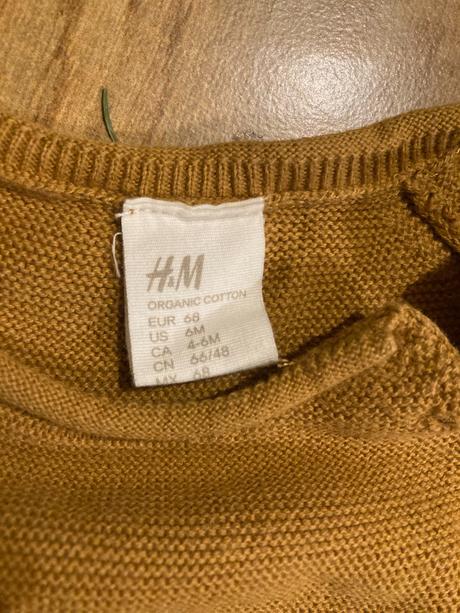 H&M
ORGANIC COTTON
EUR 68
US 6M
CA 4-6M
CN 66/48
MX 68